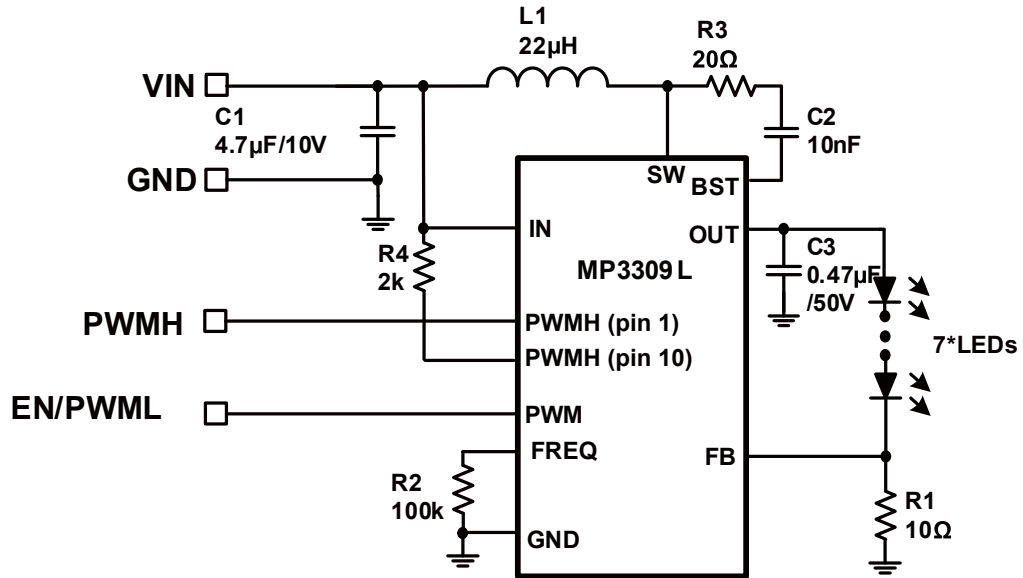 L1
22µH
R3
20Ω
VIN
C1
4.7µF/10V
C2
10nF
GND
SW
BST
IN
OUT
R4
2k
MP3309L
C3
0.47µF
/50V
PWMH
PWMH (pin 1)
7*LEDs
PWMH (pin 10)
EN/PWML
PWM
FREQ
FB
R2
100k
R1
10Ω
GND